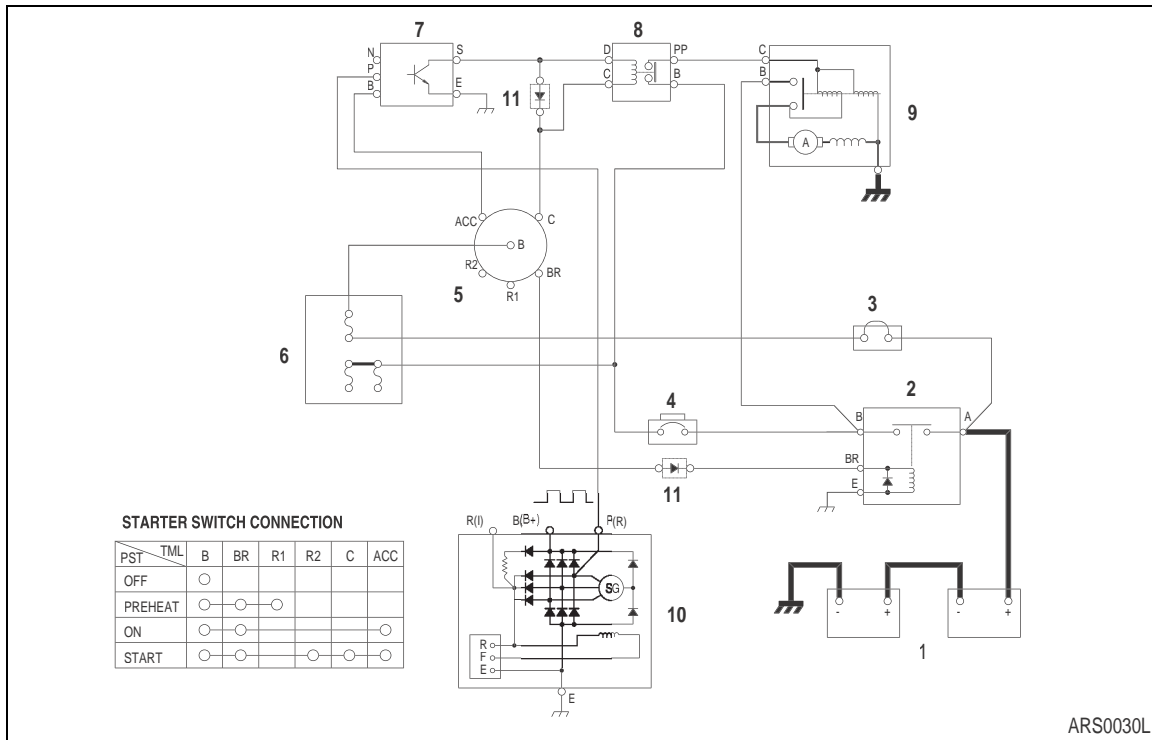 7
8
N
P
B
S
E
D
C
PP
B
C
B
11
9
A
ACC
C
B
R2
R1
BR
5
6
3
4
2
B
A
BR
E
11
R(I)
B(B+)
P(R)
SG
10
R
F
E
E
-
+
-
+
1
STARTER SWITCH CONNECTION
PST TML B BR R1 R2 C ACC
OFF
PREHEAT
ON
START
ARS0030L